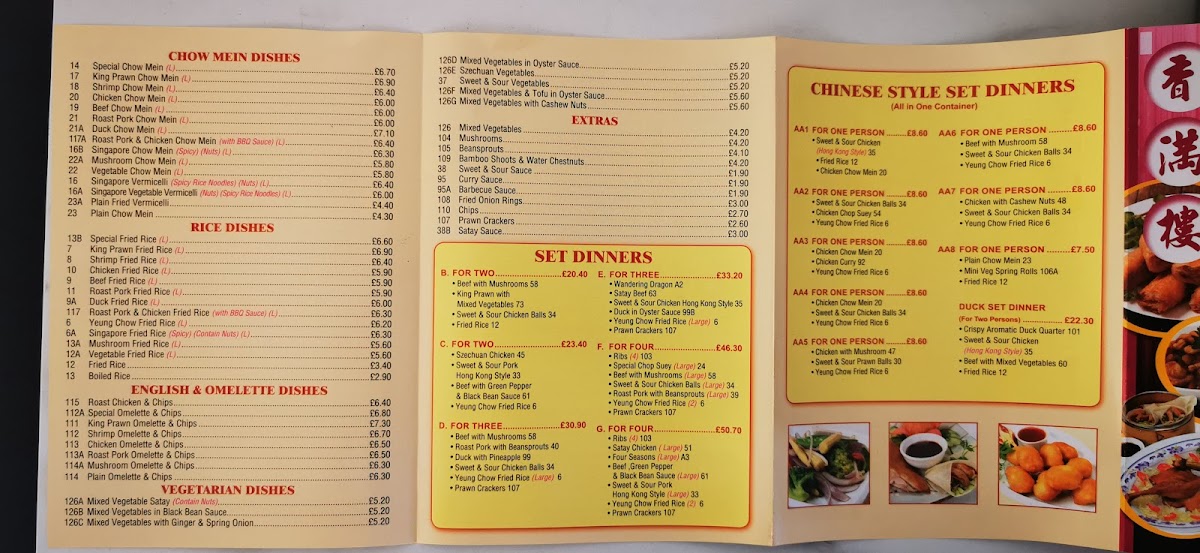 CHOW MEIN DISHES
14 Special Chow Mein (L)...£6.70
17 King Prawn Chow Mein (L)...£6.90
18 Shrimp Chow Mein (L)...£6.40
20 Chicken Chow Mein (L)...£6.00
19 Beef Chow Mein (L)...£6.00
21 Roast Pork Chow Mein (L)...£6.00
21A Duck Chow Mein (L)...£7.10
117A Roast Pork & Chicken Chow Mein (with BBQ Sauce) (L)...£6.40
16B Singapore Chow Mein (Spicy) (Nuts) (L)...£6.30
22A Mushroom Chow Mein (L)...£5.80
22 Vegetable Chow Mein (L)...£5.80
16 Singapore Vermicelli (Spicy Rice Noodles) (Nuts) (L)...£6.40
16A Singapore Vegetable Vermicelli (Nuts) (Spicy Rice Noodles) (L)...£6.00
23A Plain Fried Vermicelli...£4.40
23 Plain Chow Mein...£4.30
RICE DISHES
13B Special Fried Rice (L)...£6.60
7 King Prawn Fried Rice (L)...£6.90
8 Shrimp Fried Rice (L)...£6.40
10 Chicken Fried Rice (L)...£5.90
9 Beef Fried Rice (L)...£5.90
11 Roast Pork Fried Rice (L)...£5.90
9A Duck Fried Rice (L)...£6.00
117 Roast Pork & Chicken Fried Rice (with BBQ Sauce) (L)...£6.30
6 Yeung Chow Fried Rice (L)...£6.20
6A Singapore Fried Rice (Spicy) (Contain Nuts) (L)...£6.30
13A Mushroom Fried Rice (L)...£5.60
12A Vegetable Fried Rice (L)...£5.60
12 Fried Rice...£3.40
13 Boiled Rice...£2.90
ENGLISH & OMELETTE DISHES
115 Roast Chicken & Chips...£6.40
112A Special Omelette & Chips...£6.80
111 King Prawn Omelette & Chips...£7.30
112 Shrimp Omelette & Chips...£6.70
113 Chicken Omelette & Chips...£6.50
113A Roast Pork Omelette & Chips...£6.50
114A Mushroom Omelette & Chips...£6.30
114 Plain Omelette & Chips...£6.30
VEGETARIAN DISHES
126A Mixed Vegetable Satay (Contain Nuts)...£5.20
126B Mixed Vegetables in Black Bean Sauce...£5.20
126C Mixed Vegetables with Ginger & Spring Onion...£5.20
126D Mixed Vegetables in Oyster Sauce...£5.20
126E Szechuan Vegetables...£5.20
37 Sweet & Sour Vegetables...£5.20
126F Mixed Vegetables & Tofu in Oyster Sauce...£5.60
126G Mixed Vegetables with Cashew Nuts...£5.60
EXTRAS
126 Mixed Vegetables...£4.20
104 Mushrooms...£4.20
105 Beansprouts...£4.10
109 Bamboo Shoots & Water Chestnuts...£4.20
38 Sweet & Sour Sauce...£1.90
95 Curry Sauce...£1.90
95A Barbecue Sauce...£1.90
108 Fried Onion Rings...£3.00
110 Chips...£2.70
107 Prawn Crackers...£2.60
38B Satay Sauce...£3.00
SET DINNERS
B. FOR TWO...£20.40
• Beef with Mushrooms 58
• King Prawn with
Mixed Vegetables 73
• Sweet & Sour Chicken Balls 34
• Fried Rice 12
C. FOR TWO...£23.40
• Szechuan Chicken 45
• Sweet & Sour Pork
Hong Kong Style 33
• Beef with Green Pepper
& Black Bean Sauce 61
• Yeung Chow Fried Rice 6
D. FOR THREE...£30.90
• Beef with Mushrooms 58
• Roast Pork with Beansprouts 40
• Duck with Pineapple 99
• Sweet & Sour Chicken Balls 34
• Yeung Chow Fried Rice (Large) 6
• Prawn Crackers 107
E. FOR THREE...£33.20
• Wandering Dragon A2
• Satay Beef 63
• Sweet & Sour Chicken Hong Kong Style 35
• Duck in Oyster Sauce 99B
• Yeung Chow Fried Rice (Large) 6
• Prawn Crackers 107
F. FOR FOUR...£46.30
• Ribs (4) 103
• Special Chop Suey (Large) 24
• Beef with Mushrooms (Large) 58
• Sweet & Sour Chicken Balls (Large) 34
• Roast Pork with Beansprouts (Large) 39
• Yeung Chow Fried Rice (2) 6
• Prawn Crackers 107
G. FOR FOUR...£50.70
• Ribs (4) 103
• Satay Chicken (Large) 51
• Four Seasons (Large) A3
• Beef ,Green Pepper
& Black Bean Sauce (Large) 61
• Sweet & Sour Pork
Hong Kong Style (Large) 33
• Yeung Chow Fried Rice (2) 6
• Prawn Crackers 107
CHINESE STYLE SET DINNERS
(All in One Container)
AA1 FOR ONE PERSON...£8.60
• Sweet & Sour Chicken
(Hong Kong Style) 35
• Fried Rice 12
• Chicken Chow Mein 20
AA2 FOR ONE PERSON...£8.60
• Sweet & Sour Chicken Balls 34
• Chicken Chop Suey 54
• Yeung Chow Fried Rice 6
AA3 FOR ONE PERSON...£8.60
• Chicken Chow Mein 20
• Chicken Curry 92
• Yeung Chow Fried Rice 6
AA4 FOR ONE PERSON...£8.60
• Chicken Chow Mein 20
• Sweet & Sour Chicken Balls 34
• Yeung Chow Fried Rice 6
AA5 FOR ONE PERSON...£8.60
• Chicken with Mushroom 47
• Sweet & Sour Prawn Balls 30
• Yeung Chow Fried Rice 6
AA6 FOR ONE PERSON...£8.60
• Beef with Mushroom 58
• Sweet & Sour Chicken Balls 34
• Yeung Chow Fried Rice 6
AA7 FOR ONE PERSON...£8.60
• Chicken with Cashew Nuts 48
• Sweet & Sour Chicken Balls 34
• Yeung Chow Fried Rice 6
AA8 FOR ONE PERSON...£7.50
• Plain Chow Mein 23
• Mini Veg Spring Rolls 106A
• Fried Rice 12
DUCK SET DINNER
(For Two Persons)...£22.30
• Crispy Aromatic Duck Quarter 101
• Sweet & Sour Chicken
(Hong Kong Style) 35
• Beef with Mixed Vegetables 60
• Fried Rice 12
香
滿
樓